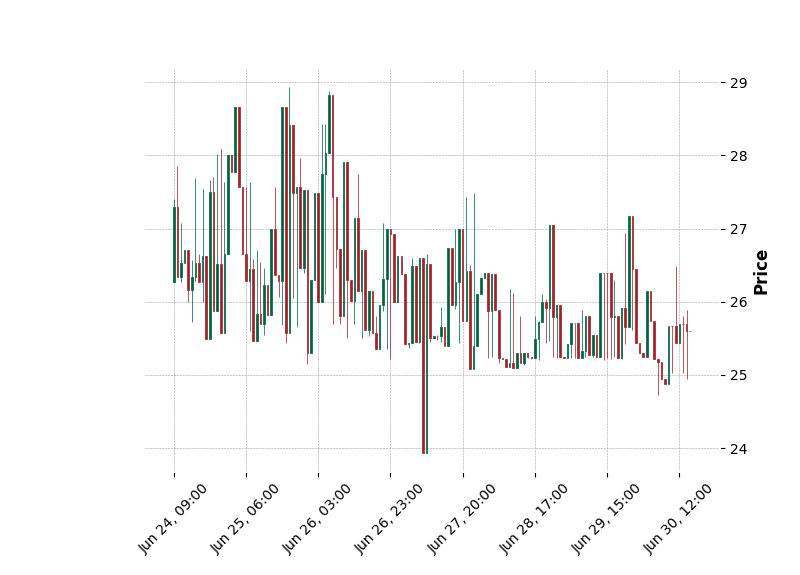 29
28
27
26
25
24
Price
Jun 24, 09:00
Jun 25, 06:00
Jun 26, 03:00
Jun 26, 23:00
Jun 27, 20:00
Jun 28, 17:00
Jun 29, 15:00
Jun 30, 12:00